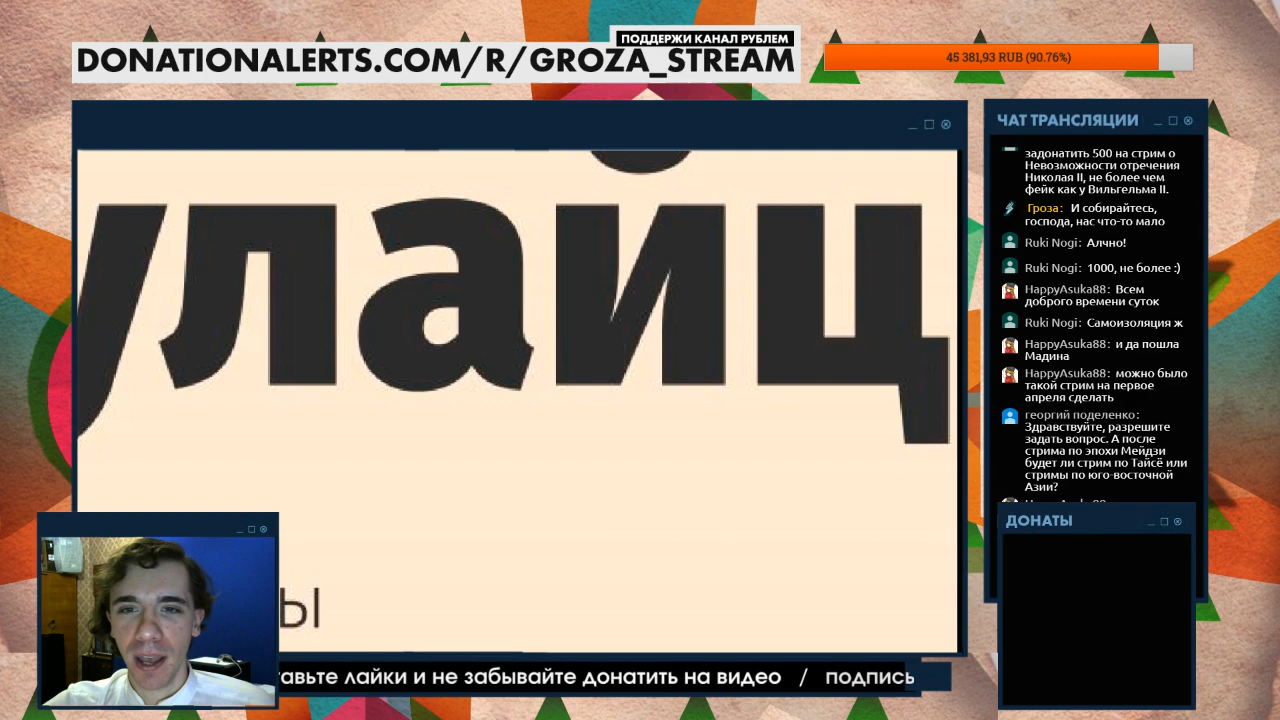 ПОДДЕРЖИ КАНАЛ РУБЛЕМ
DONATIONALERTS.COM/R/GROZA_STREAM
45 381,93 RUB (90.76%)
улайц
ы
ЧАТ ТРАНСЛЯЦИИ
задонатить 500 на стрим о
Невозможности отречения
Николая II, не более чем
фейк как у Вильгельма II.
Гроза: И собирайтесь,
господа, нас что-то мало
Ruki Nogi: Алчно!
Ruki Nogi: 1000, не более :)
HappyAsuka88: Всем
доброго времени суток
Ruki Nogi: Самоизоляция ж
HappyAsuka88: и да пошла
Мадина
HappyAsuka88: можно было
такой стрим на первое
апреля сделать
георгий поделенко:
Здравствуйте, разрешите
задать вопрос. А после
стрима по эпохи Мейдзи
будет ли стрим по Тайсё или
стримы по юго-восточной
Азии?
ДОНАТЫ
тавьте лайки и не забывайте донатить на видео / подпись